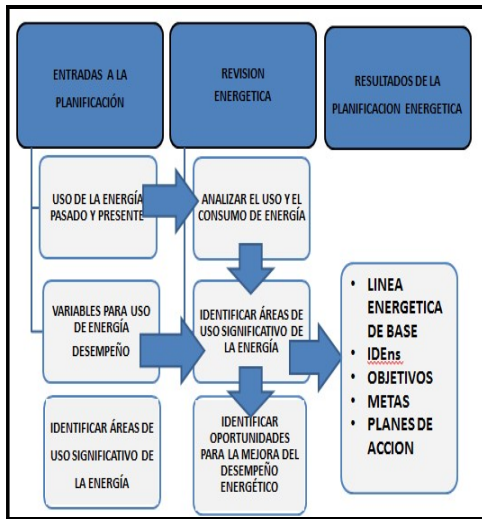 ENTRADAS A LA
PLANIFICACIÓN
REVISION
ENERGETICA
RESULTADOS DE LA
PLANIFICACION ENERGETICA
USO DE LA ENERGÍA
PASADO Y PRESENTE
ANALIZAR EL USO Y EL
CONSUMO DE ENERGÍA
VARIABLES PARA USO
DE ENERGÍA
DESEMPEÑO
IDENTIFICAR ÁREAS DE
USO SIGNIFICATIVO DE
LA ENERGÍA
• LINEA
ENERGETICA
DE BASE
• IDEns
• OBJETIVOS
• METAS
• PLANES DE
ACCION
IDENTIFICAR ÁREAS DE
USO SIGNIFICATIVO DE
LA ENERGÍA
IDENTIFICAR
OPORTUNIDADES
PARA LA MEJORA DEL
DESEMPEÑO
ENERGÉTICO